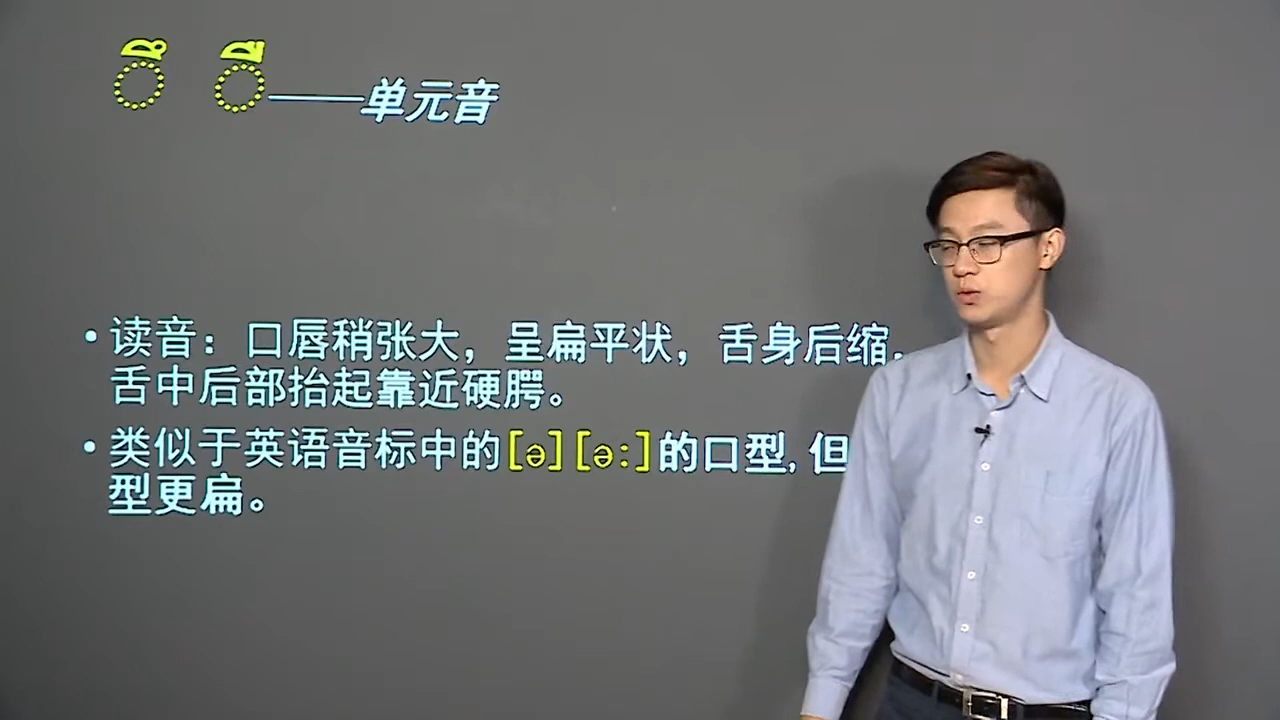 ◌ึ ◌ื——单元音
• 读音：口唇稍张大，呈扁平状，舌身后缩，
舌中后部抬起靠近硬腭。
• 类似于英语音标中的[ə][ə:]的口型,但
型更扁。